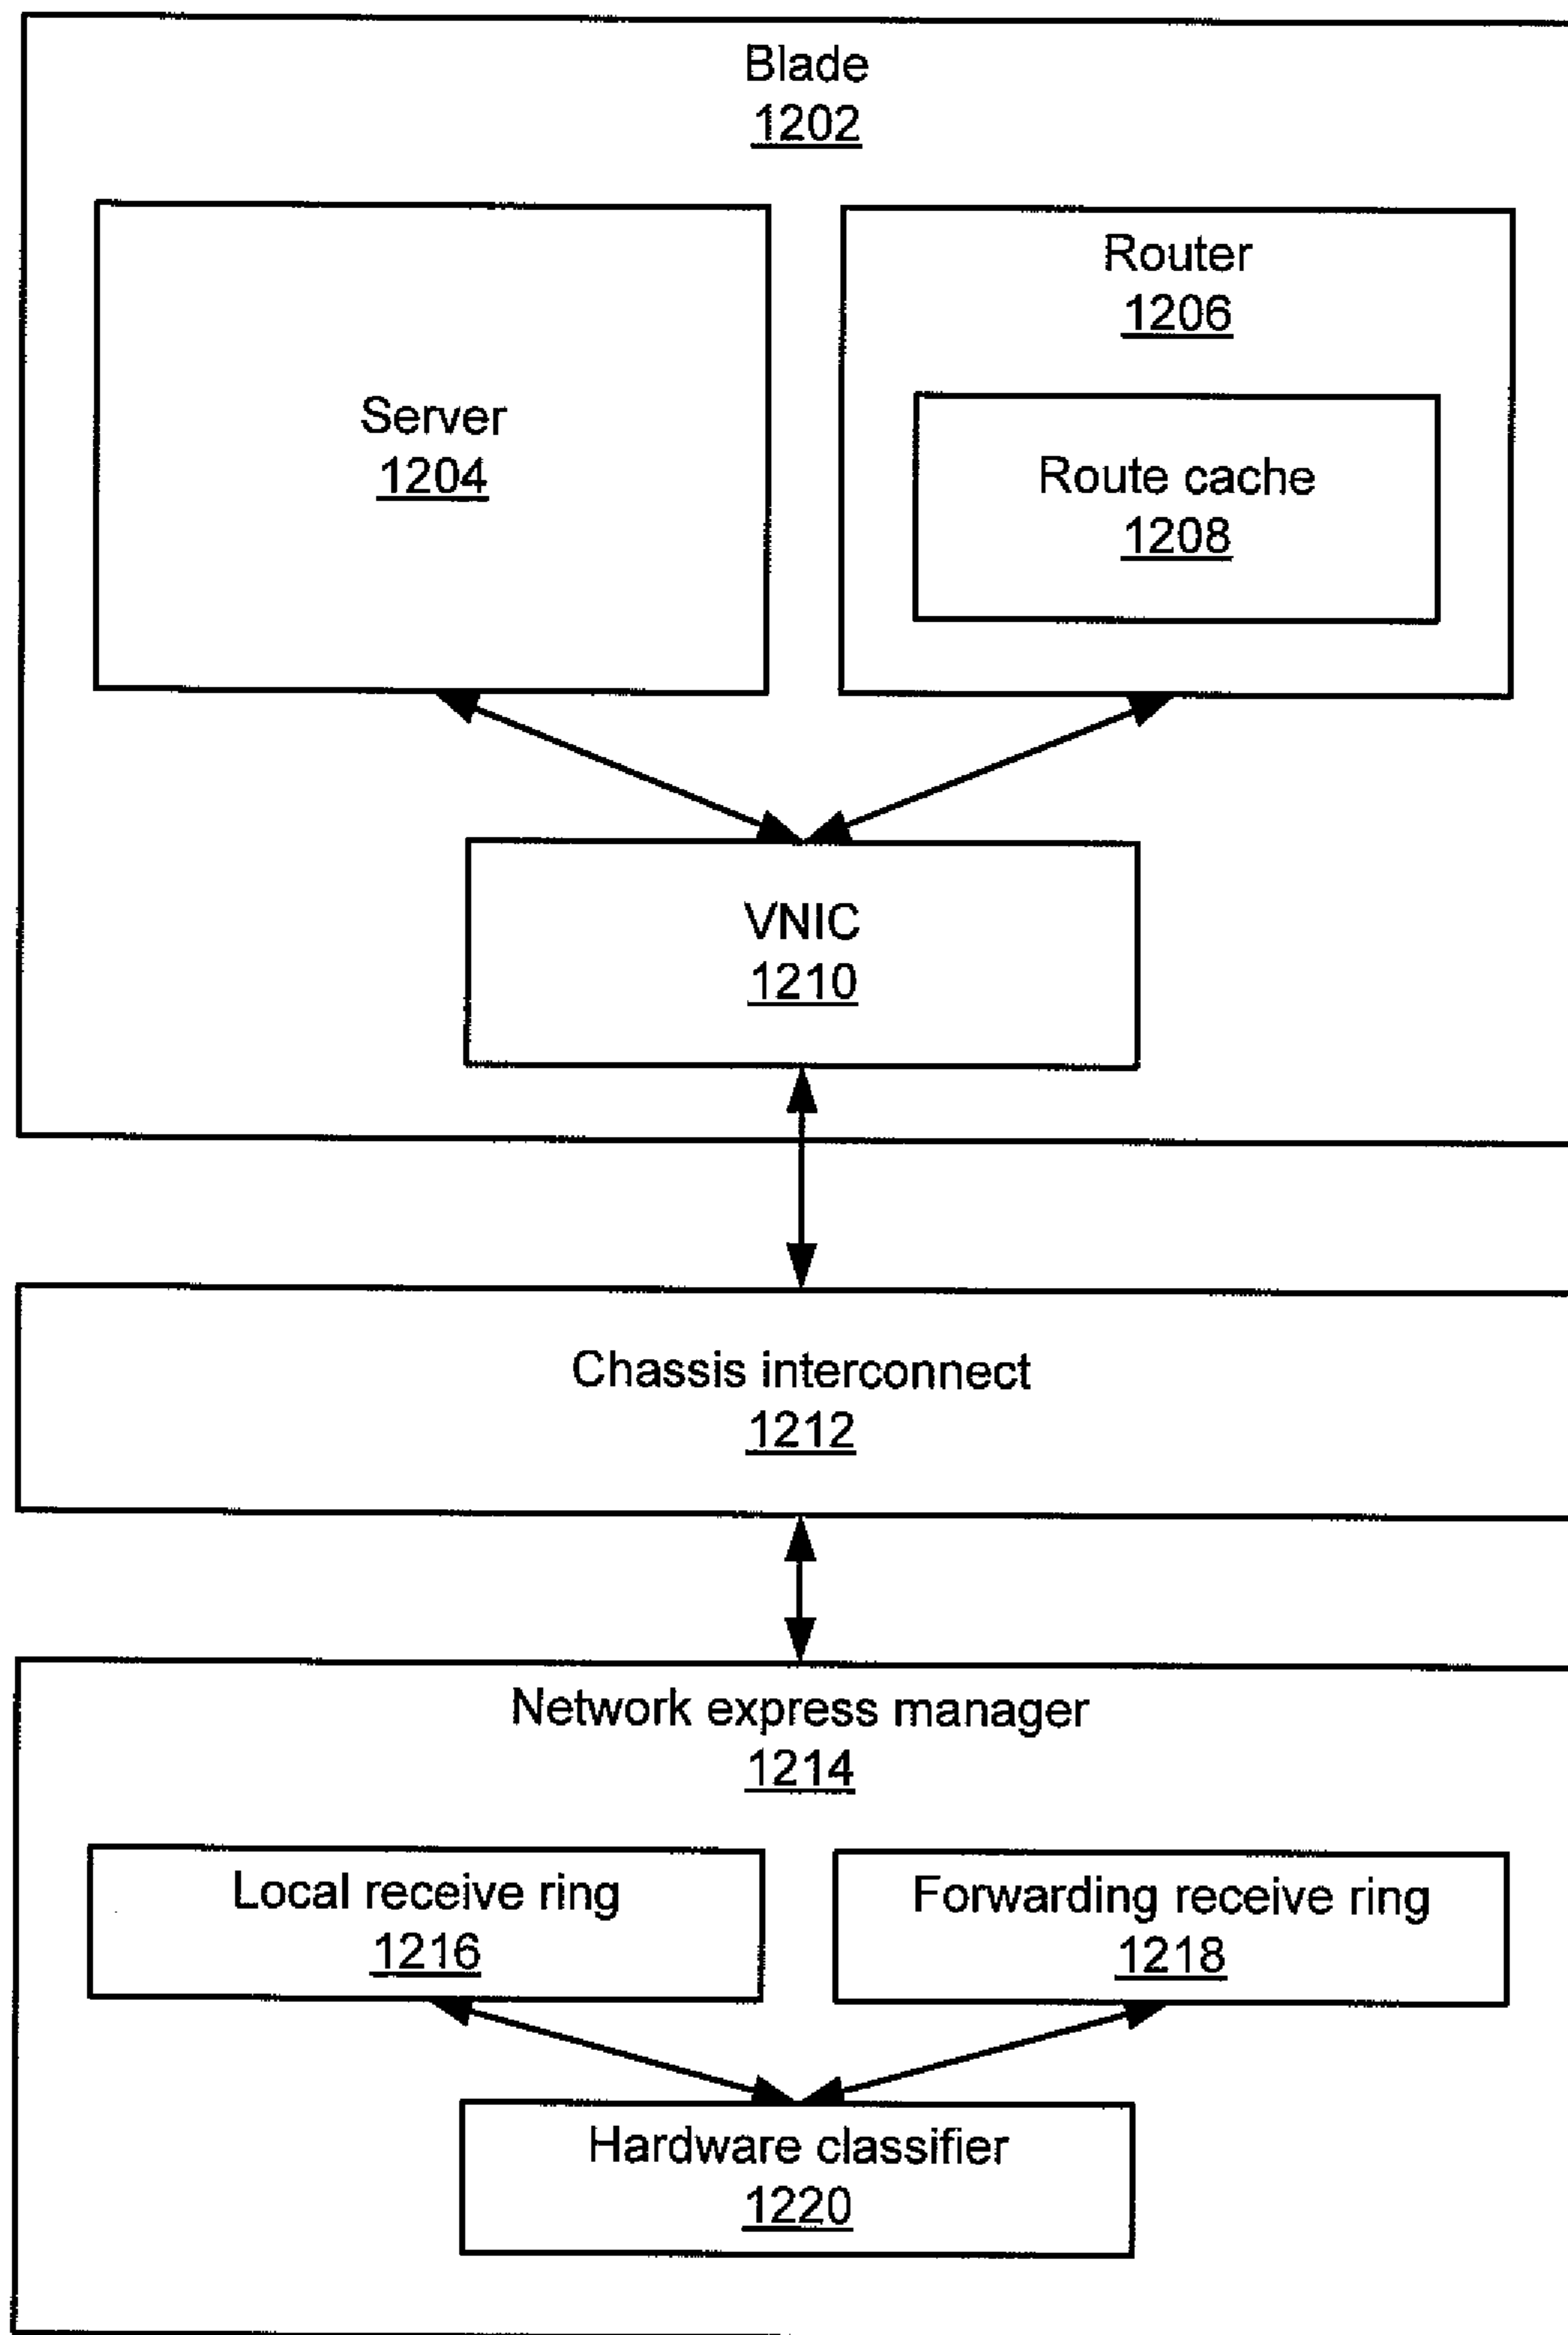 Blade
1202
Server
1204
Router
1206
Route cache
1208
VNIC
1210
Chassis interconnect
1212
Network express manager
1214
Local receive ring
1216
Forwarding receive ring
1218
Hardware classifier
1220